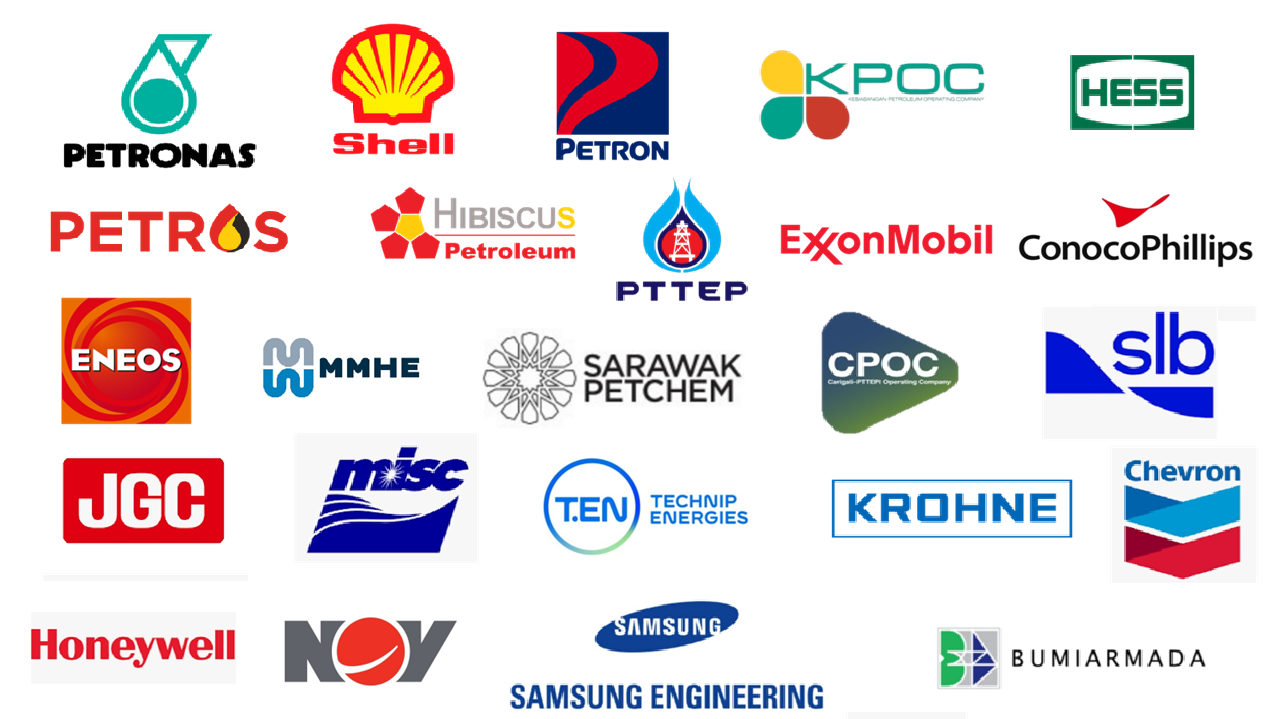 PETRONAS
Shell
PETRON
KPOC
KEBABANGAN PETROLEUM OPERATING COMPANY
HESS
PETROS
HIBISCUS
Petroleum
PTTEP
ExxonMobil
ConocoPhillips
ENEOS
MMHE
SARAWAK
PETCHEM
CPOC
Carigali-PTTEPI Operating Company
slb
JGC
misc
T.EN
TECHNIP
ENERGIES
KROHNE
Chevron
Honeywell
NOV
SAMSUNG
SAMSUNG ENGINEERING
BUMIARMADA